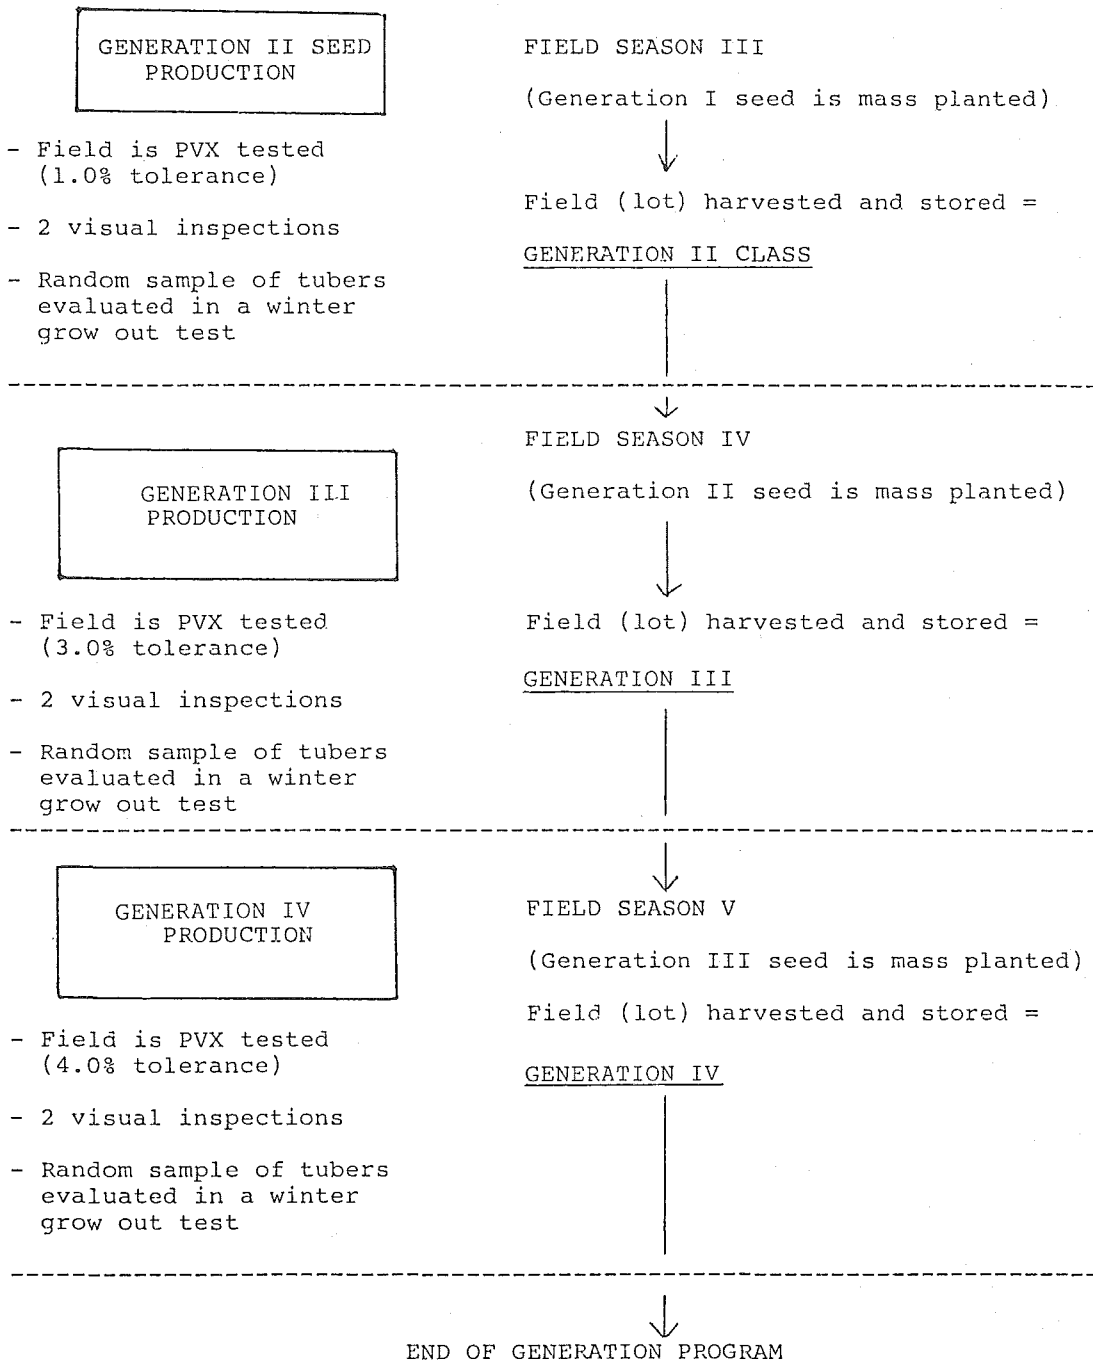 GENERATION II SEED
PRODUCTION
- Field is PVX tested
(1.0% tolerance)
- 2 visual inspections
- Random sample of tubers
evaluated in a winter
grow out test
FIELD SEASON III
(Generation I seed is mass planted)
Field (lot) harvested and stored =
GENERATION II CLASS
GENERATION III
PRODUCTION
- Field is PVX tested
(3.0% tolerance)
- 2 visual inspections
- Random sample of tubers
evaluated in a winter
grow out test
FIELD SEASON IV
(Generation II seed is mass planted)
Field (lot) harvested and stored =
GENERATION III
GENERATION IV
PRODUCTION
- Field is PVX tested
(4.0% tolerance)
- 2 visual inspections
- Random sample of tubers
evaluated in a winter
grow out test
FIELD SEASON V
(Generation III seed is mass planted)
Field (lot) harvested and stored =
GENERATION IV
END OF GENERATION PROGRAM